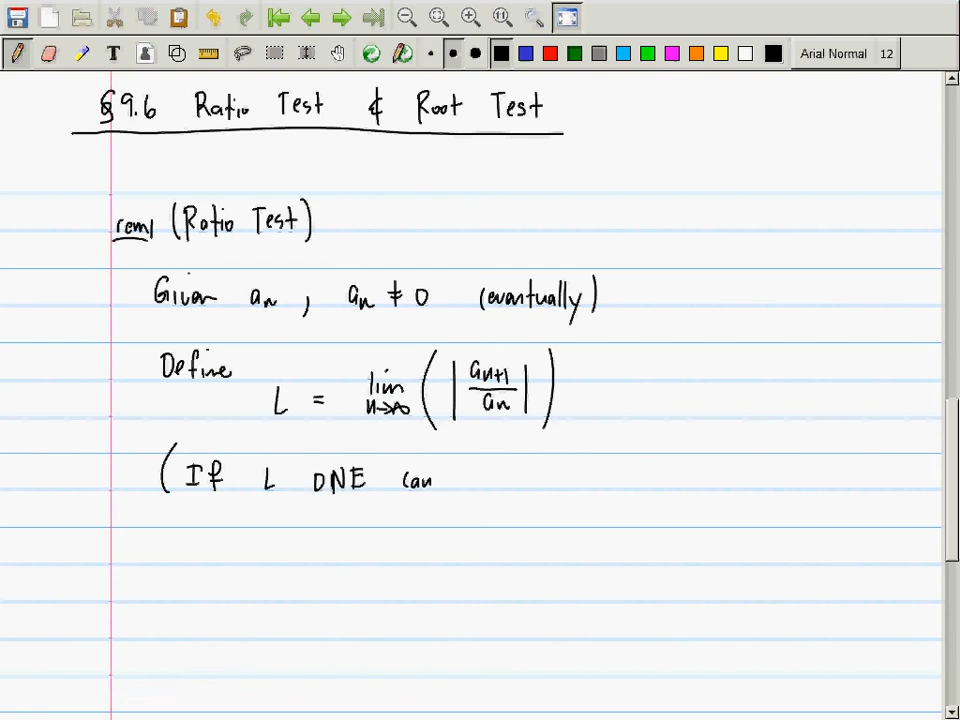 Arial Normal 12
§9.6 Ratio Test & Root Test
rem| (Ratio Test)
Given an , an ≠ 0 (eventually)
Define
L = lim n→∞ ( | an+1 / an | )
( If L DNE can